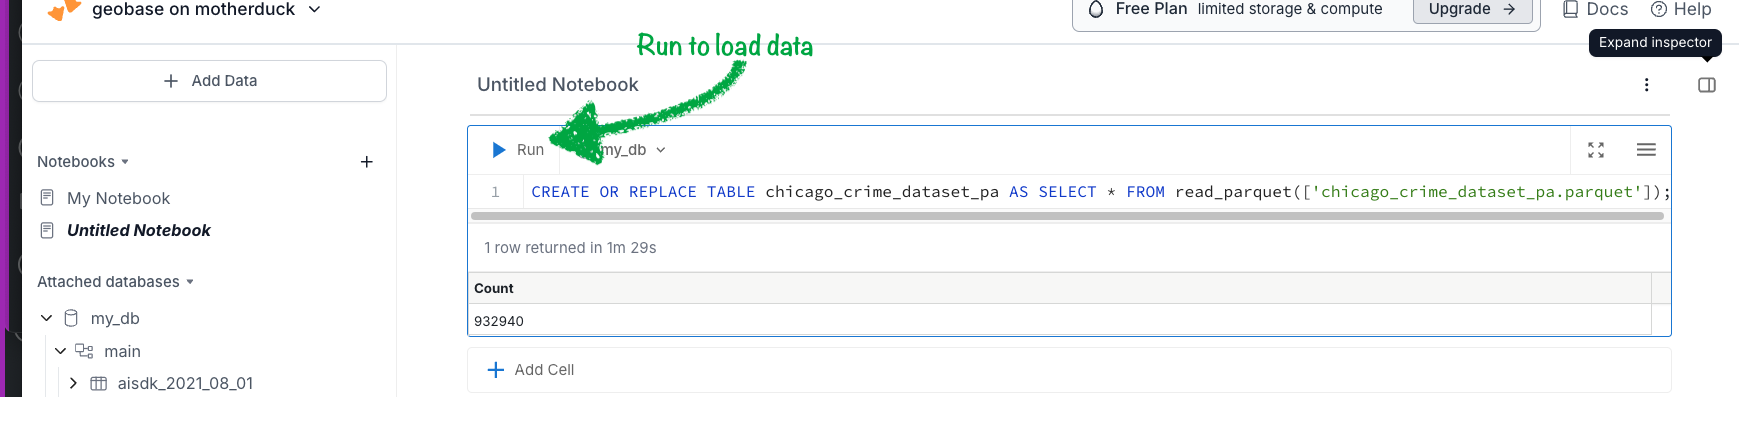 geobase on motherduck
Free Plan limited storage & compute Upgrade
Docs
Help
Expand inspector
Run to load data
Add Data
Untitled Notebook
Notebooks
My Notebook
Untitled Notebook
Attached databases
my_db
main
aisdk_2021_08_01
Run
my_db
1 CREATE OR REPLACE TABLE chicago_crime_dataset_pa AS SELECT * FROM read_parquet(['chicago_crime_dataset_pa.parquet']);
1 row returned in 1m 29s
Count
932940
Add Cell